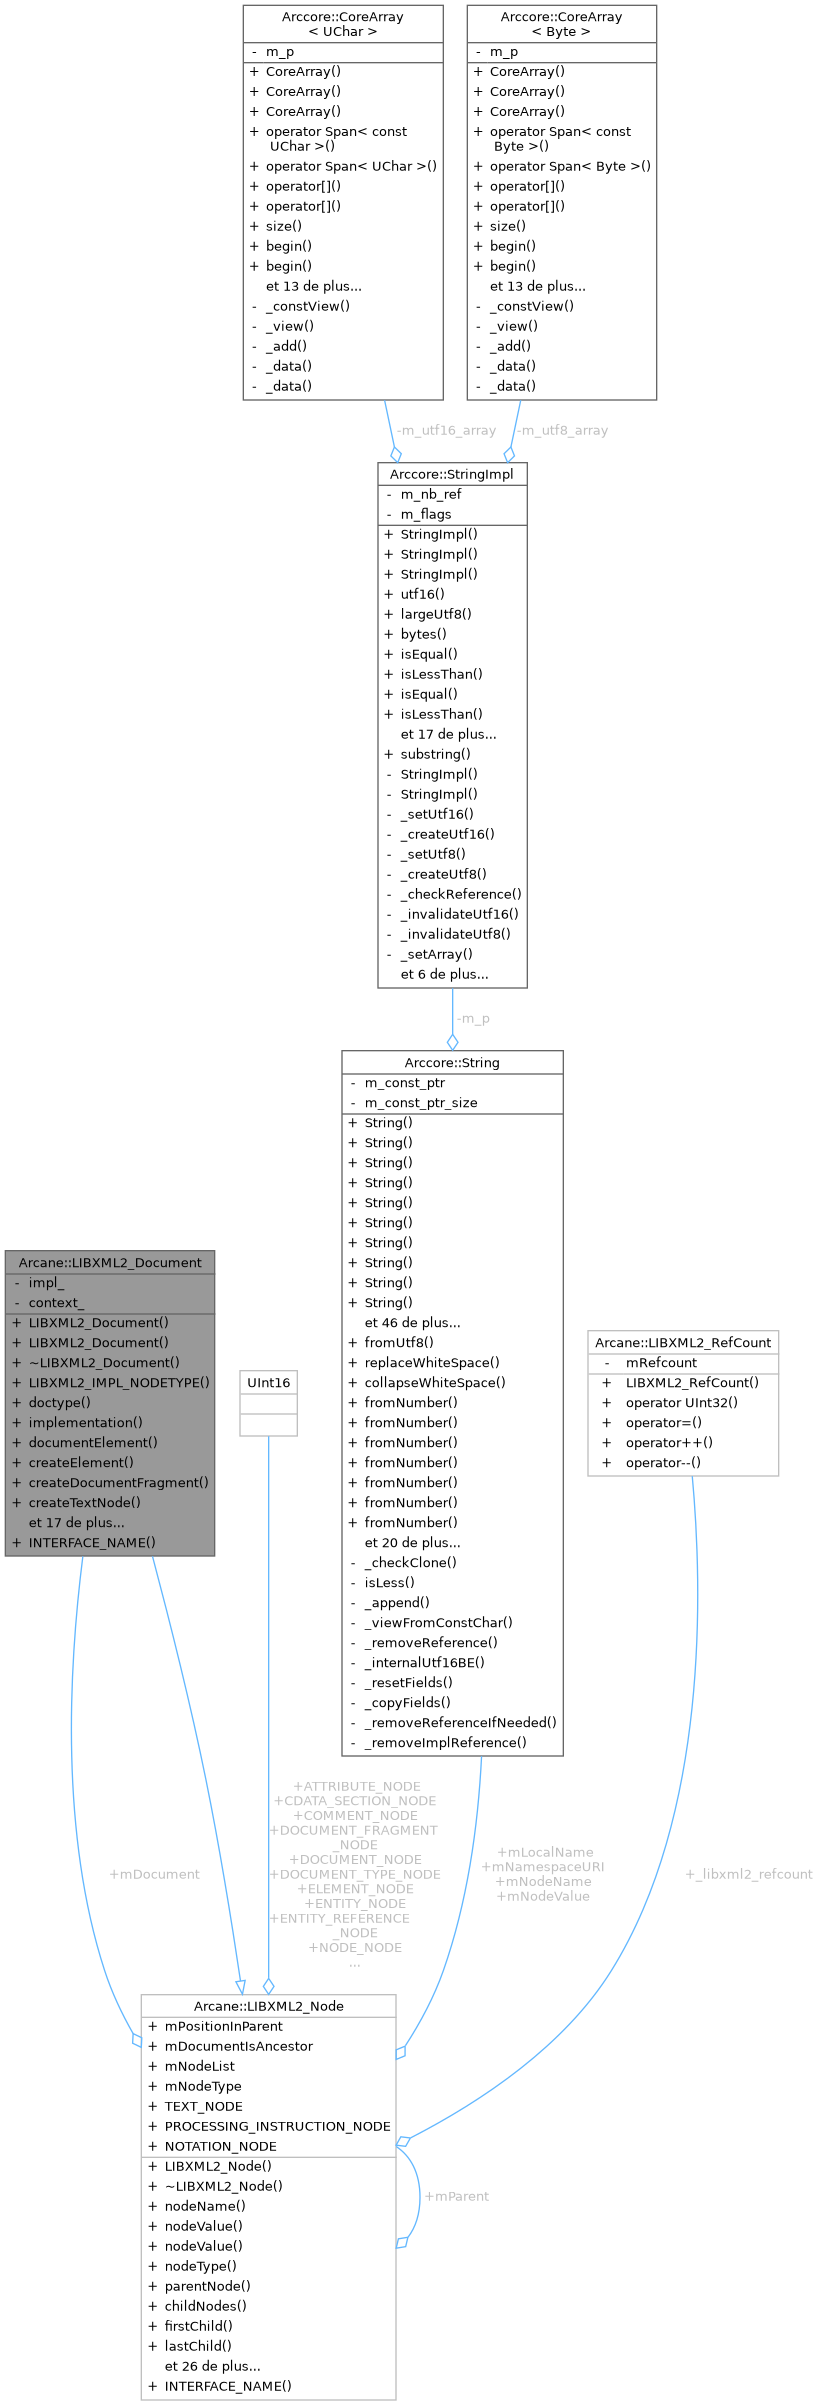 Arccore::CoreArray
< UChar >
- m_p
+ CoreArray()
+ CoreArray()
+ CoreArray()
+ operator Span< const
UChar >()
+ operator Span< UChar >()
+ operator[]()
+ operator[]()
+ size()
+ begin()
+ begin()
et 13 de plus...
- _constView()
- _view()
- _add()
- _data()
- _data()
Arccore::CoreArray
< Byte >
- m_p
+ CoreArray()
+ CoreArray()
+ CoreArray()
+ operator Span< const
Byte >()
+ operator Span< Byte >()
+ operator[]()
+ operator[]()
+ size()
+ begin()
+ begin()
et 13 de plus...
- _constView()
- _view()
- _add()
- _data()
- _data()
-m_utf16_array
-m_utf8_array
Arccore::StringImpl
- m_nb_ref
- m_flags
+ StringImpl()
+ StringImpl()
+ StringImpl()
+ utf16()
+ largeUtf8()
+ bytes()
+ isEqual()
+ isLessThan()
+ isEqual()
+ isLessThan()
et 17 de plus...
+ substring()
- StringImpl()
- StringImpl()
- _setUtf16()
- _createUtf16()
- _setUtf8()
- _createUtf8()
- _checkReference()
- _invalidateUtf16()
- _invalidateUtf8()
- _setArray()
et 6 de plus...
-m_p
Arccore::String
- m_const_ptr
- m_const_ptr_size
+ String()
+ String()
+ String()
+ String()
+ String()
+ String()
+ String()
+ String()
+ String()
+ String()
et 46 de plus...
+ fromUtf8()
+ replaceWhiteSpace()
+ collapseWhiteSpace()
+ fromNumber()
+ fromNumber()
+ fromNumber()
+ fromNumber()
+ fromNumber()
+ fromNumber()
+ fromNumber()
et 20 de plus...
- _checkClone()
- isLess()
- _append()
- _viewFromConstChar()
- _removeReference()
- _internalUtf16BE()
- _resetFields()
- _copyFields()
- _removeReferenceIfNeeded()
- _removeImplReference()
Arcane::LIBXML2_Document
- impl_
- context_
+ LIBXML2_Document()
+ LIBXML2_Document()
+ ~LIBXML2_Document()
+ LIBXML2_IMPL_NODETYPE()
+ doctype()
+ implementation()
+ documentElement()
+ createElement()
+ createDocumentFragment()
+ createTextNode()
et 17 de plus...
+ INTERFACE_NAME()
UInt16
Arcane::LIBXML2_RefCount
- mRefcount
+ LIBXML2_RefCount()
+ operator UInt32()
+ operator=()
+ operator++()
+ operator--()
+mDocument
+ATTRIBUTE_NODE
+CDATA_SECTION_NODE
+COMMENT_NODE
+DOCUMENT_FRAGMENT
_NODE
+DOCUMENT_NODE
+DOCUMENT_TYPE_NODE
+ELEMENT_NODE
+ENTITY_NODE
+ENTITY_REFERENCE
_NODE
+NODE_NODE
...
+mLocalName
+mNamespaceURI
+mNodeName
+mNodeValue
+_libxml2_refcount
Arcane::LIBXML2_Node
+ mPositionInParent
+ mDocumentIsAncestor
+ mNodeList
+ mNodeType
+ TEXT_NODE
+ PROCESSING_INSTRUCTION_NODE
+ NOTATION_NODE
+ LIBXML2_Node()
+ ~LIBXML2_Node()
+ nodeName()
+ nodeValue()
+ nodeValue()
+ nodeType()
+ parentNode()
+ childNodes()
+ firstChild()
+ lastChild()
et 26 de plus...
+ INTERFACE_NAME()
+mParent